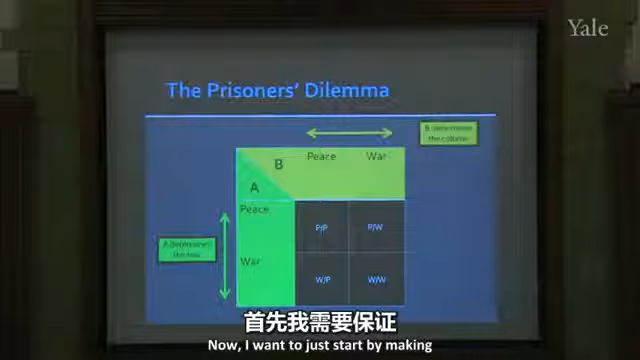 Yale
The Prisoners' Dilemma
B determines
the column
B
Peace
War
A
Peace
P/P
P/W
A determines
the row
War
W/P
W/W
首先我需要保证
Now, I want to just start by making